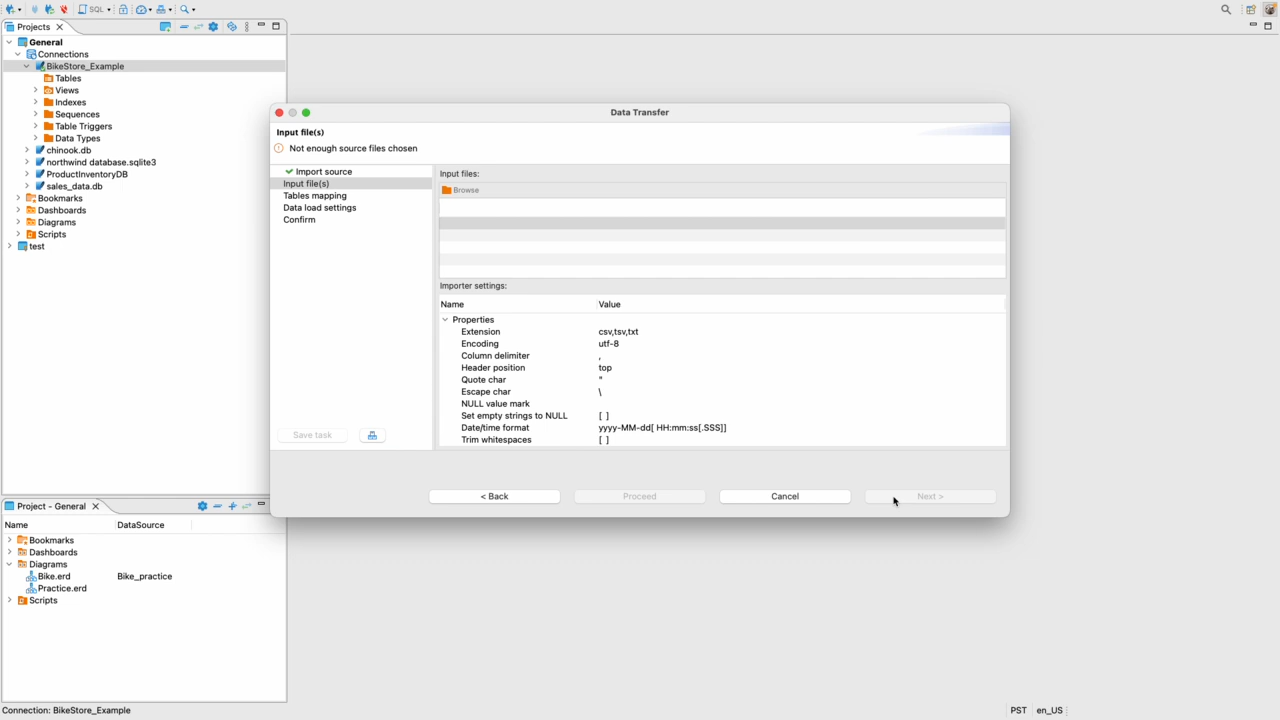 SQL
Projects
General
Connections
BikeStore_Example
Tables
Views
Indexes
Sequences
Table Triggers
Data Types
chinook.db
northwind database.sqlite3
ProductInventoryDB
sales_data.db
Bookmarks
Dashboards
Diagrams
Scripts
test
Project - General
Name DataSource
Bookmarks
Dashboards
Diagrams
Bike.erd Bike_practice
Practice.erd
Scripts
Data Transfer
Input file(s)
Not enough source files chosen
Import source
Input file(s)
Tables mapping
Data load settings
Confirm
Save task
Input files:
Browse
Importer settings:
Name Value
Properties
Extension csv,tsv,txt
Encoding utf-8
Column delimiter ,
Header position top
Quote char "
Escape char \
NULL value mark
Set empty strings to NULL [ ]
Date/time format yyyy-MM-dd[ HH:mm:ss[.SSS]]
Trim whitespaces [ ]
< Back Proceed Cancel Next >
Connection: BikeStore_Example PST en_US